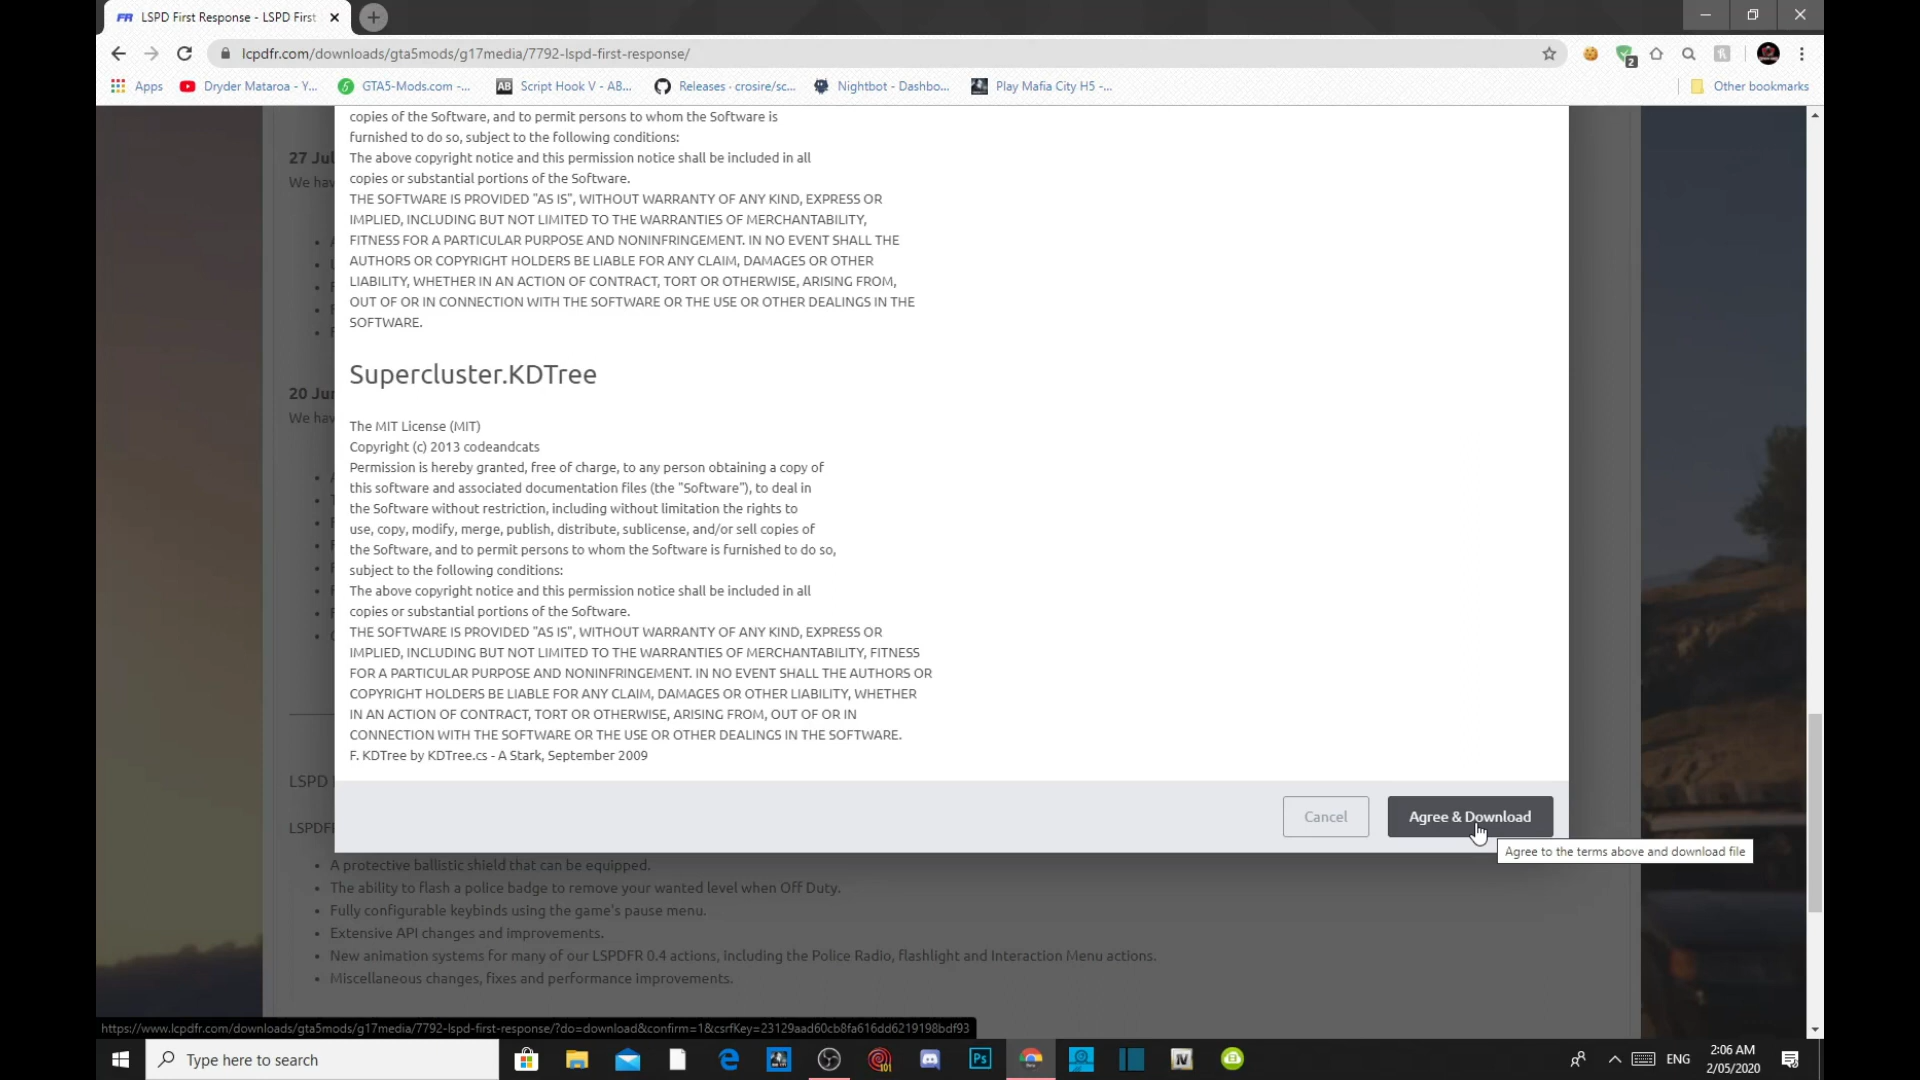 LSPD First Response - LSPD First
lcpdfr.com/downloads/gta5mods/g17media/7792-lspd-first-response/
2
Apps
Dryder Mataroa - Y...
GTA5-Mods.com -...
Script Hook V - AB...
Releases · crosire/sc...
Nightbot - Dashbo...
Play Mafia City H5 -...
Other bookmarks
copies of the Software, and to permit persons to whom the Software is
furnished to do so, subject to the following conditions:
27 Jul
The above copyright notice and this permission notice shall be included in all
We hav
copies or substantial portions of the Software.
THE SOFTWARE IS PROVIDED "AS IS", WITHOUT WARRANTY OF ANY KIND, EXPRESS OR
IMPLIED, INCLUDING BUT NOT LIMITED TO THE WARRANTIES OF MERCHANTABILITY,
FITNESS FOR A PARTICULAR PURPOSE AND NONINFRINGEMENT. IN NO EVENT SHALL THE
AUTHORS OR COPYRIGHT HOLDERS BE LIABLE FOR ANY CLAIM, DAMAGES OR OTHER
LIABILITY, WHETHER IN AN ACTION OF CONTRACT, TORT OR OTHERWISE, ARISING FROM,
OUT OF OR IN CONNECTION WITH THE SOFTWARE OR THE USE OR OTHER DEALINGS IN THE
SOFTWARE.
Supercluster.KDTree
20 Jun
We hav
The MIT License (MIT)
Copyright (c) 2013 codeandcats
Permission is hereby granted, free of charge, to any person obtaining a copy of
this software and associated documentation files (the "Software"), to deal in
the Software without restriction, including without limitation the rights to
use, copy, modify, merge, publish, distribute, sublicense, and/or sell copies of
the Software, and to permit persons to whom the Software is furnished to do so,
subject to the following conditions:
The above copyright notice and this permission notice shall be included in all
copies or substantial portions of the Software.
THE SOFTWARE IS PROVIDED "AS IS", WITHOUT WARRANTY OF ANY KIND, EXPRESS OR
IMPLIED, INCLUDING BUT NOT LIMITED TO THE WARRANTIES OF MERCHANTABILITY, FITNESS
FOR A PARTICULAR PURPOSE AND NONINFRINGEMENT. IN NO EVENT SHALL THE AUTHORS OR
COPYRIGHT HOLDERS BE LIABLE FOR ANY CLAIM, DAMAGES OR OTHER LIABILITY, WHETHER
IN AN ACTION OF CONTRACT, TORT OR OTHERWISE, ARISING FROM, OUT OF OR IN
CONNECTION WITH THE SOFTWARE OR THE USE OR OTHER DEALINGS IN THE SOFTWARE.
F. KDTree by KDTree.cs - A Stark, September 2009
LSPD
LSPDF
Cancel
Agree & Download
Agree to the terms above and download file
• A protective ballistic shield that can be equipped.
• The ability to flash a police badge to remove your wanted level when Off Duty.
• Fully configurable keybinds using the game's pause menu.
• Extensive API changes and improvements.
• New animation systems for many of our LSPDFR 0.4 actions, including the Police Radio, flashlight and Interaction Menu actions.
• Miscellaneous changes, fixes and performance improvements.
https://www.lcpdfr.com/downloads/gta5mods/g17media/7792-lspd-first-response/?do=download&confirm=1&csrfKey=23129aad60cb8fa616dd6219198bdf93
Type here to search
101
Ps
IV
ENG
2:06 AM
2/05/2020